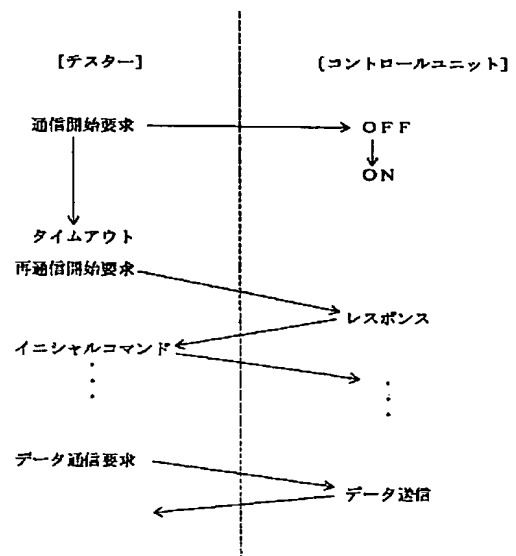 [テスター]
[コントロールユニット]
通信開始要求
OFF
ON
タイムアウト
再通信開始要求
レスポンス
イニシャルコマンド
データ通信要求
データ送信